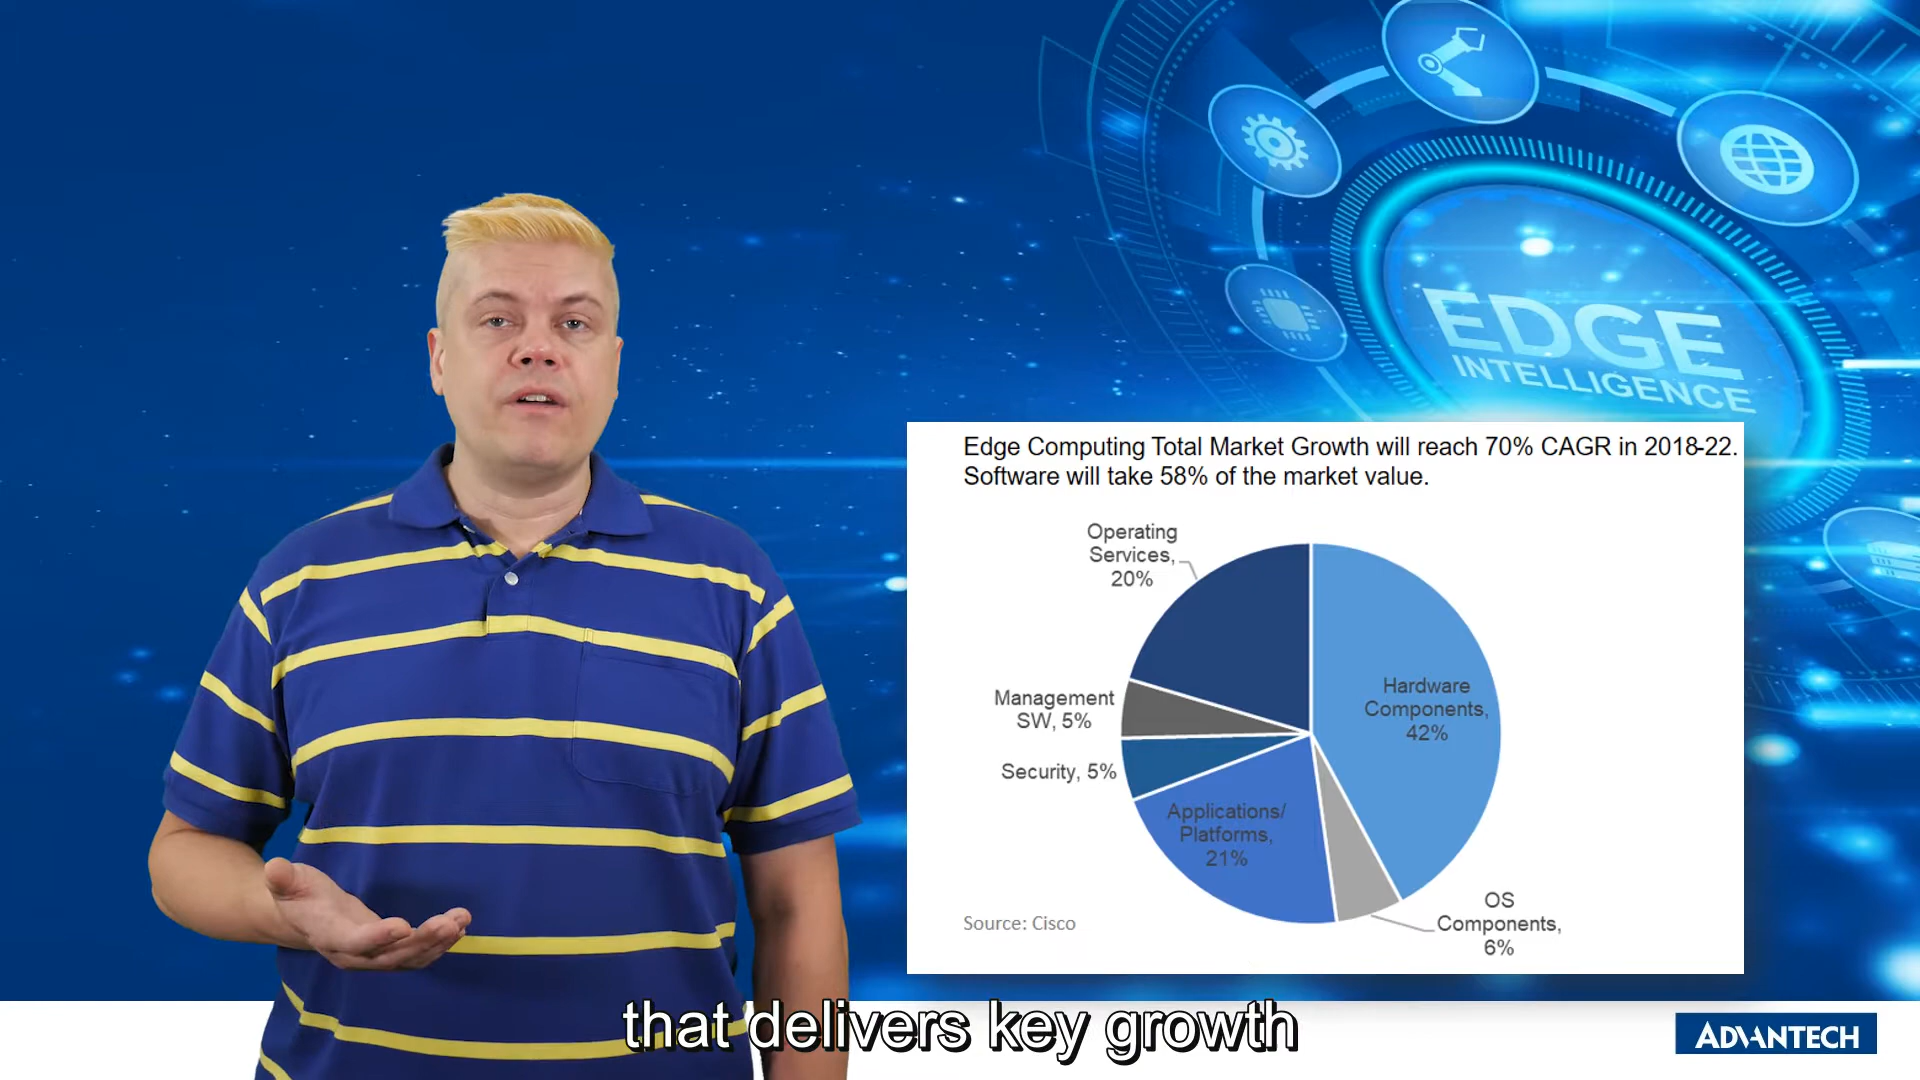 EDGE
INTELLIGENCE
Edge Computing Total Market Growth will reach 70% CAGR in 2018-22.
Software will take 58% of the market value.
Operating
Services,
20%
Hardware
Components,
42%
Management
SW, 5%
Security, 5%
Applications/
Platforms,
21%
OS
Components,
6%
Source: Cisco
that delivers key growth
ADVANTECH